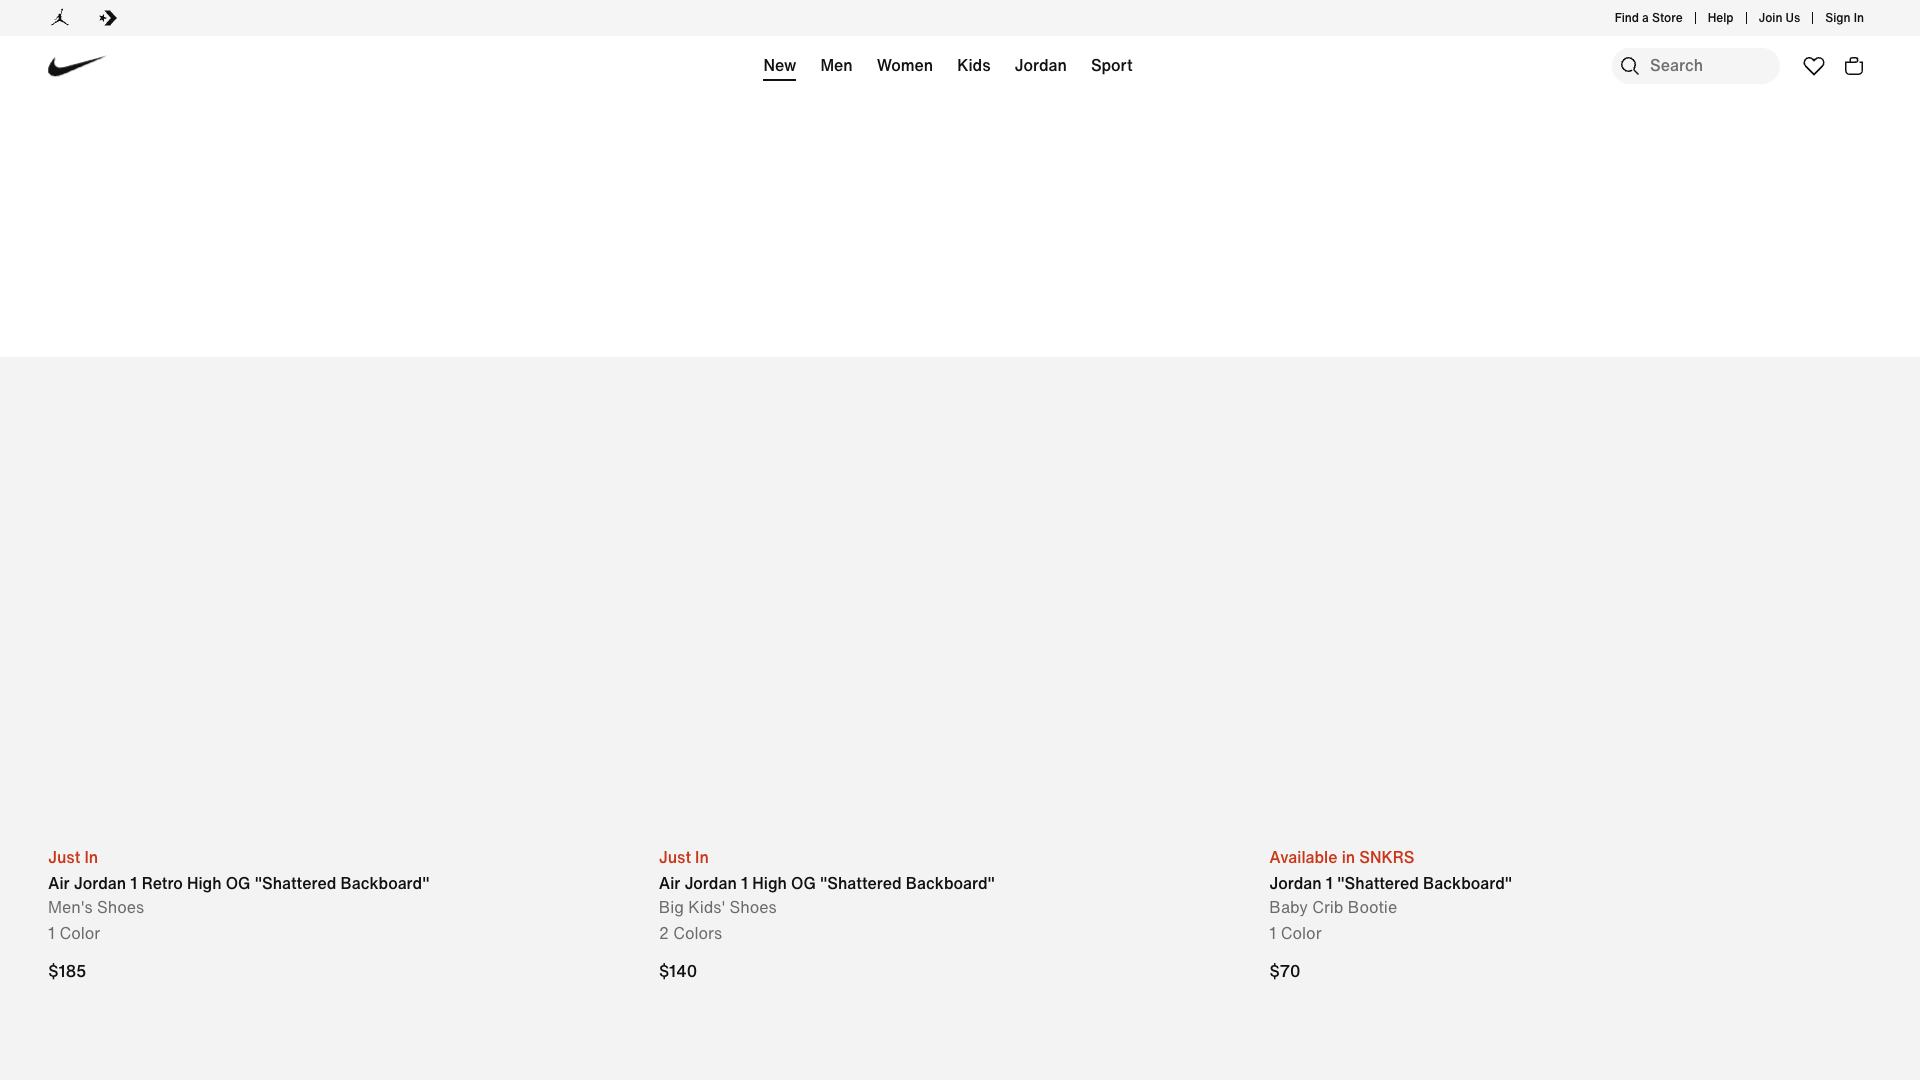 Find a Store
Help
Join Us
Sign In
New
Men
Women
Kids
Jordan
Sport
Search
Just In
Air Jordan 1 Retro High OG "Shattered Backboard"
Men's Shoes
1 Color
$185
Just In
Air Jordan 1 High OG "Shattered Backboard"
Big Kids' Shoes
2 Colors
$140
Available in SNKRS
Jordan 1 "Shattered Backboard"
Baby Crib Bootie
1 Color
$70